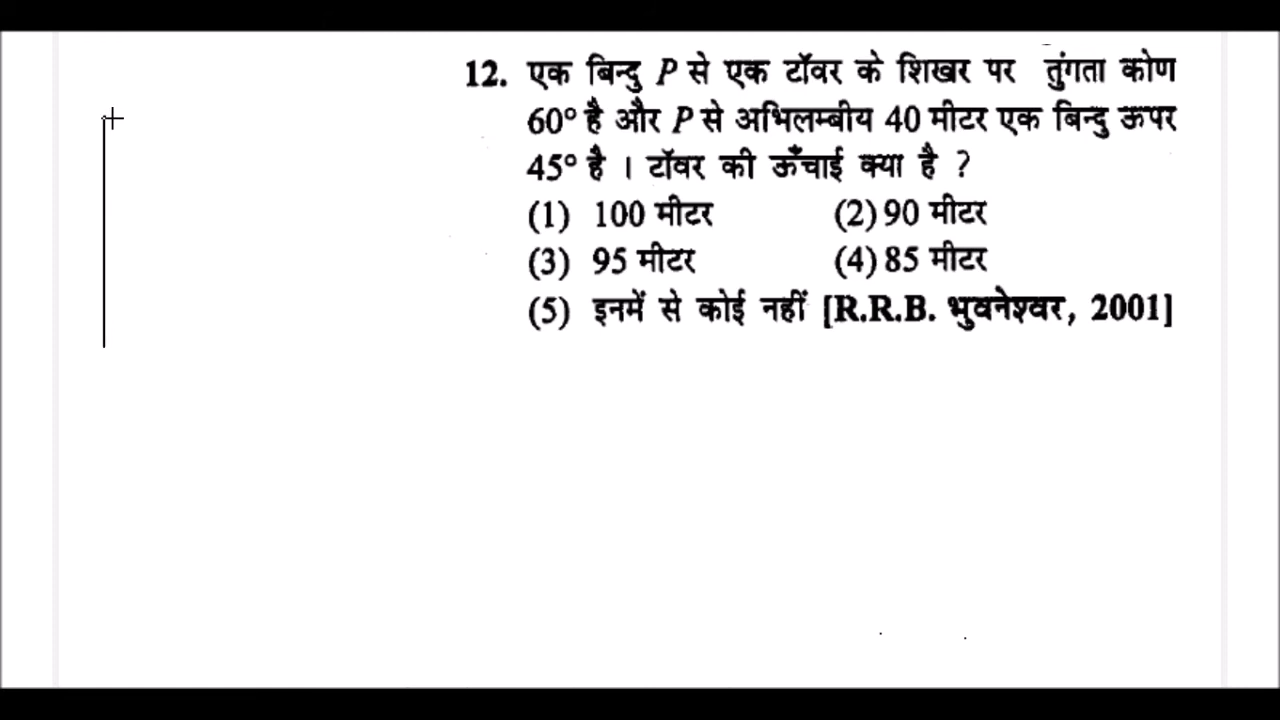 12. एक बिन्दु P से एक टॉवर के शिखर पर तुंगता कोण
60° है और P से अभिलम्बीय 40 मीटर एक बिन्दु ऊपर
45° है । टॉवर की ऊँचाई क्या है ?
(1) 100 मीटर (2) 90 मीटर
(3) 95 मीटर (4) 85 मीटर
(5) इनमें से कोई नहीं [R.R.B. भुवनेश्वर, 2001]